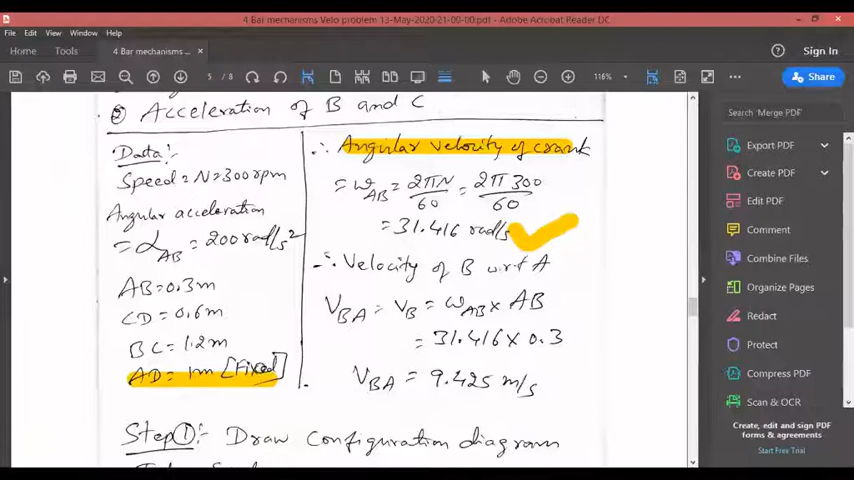 4 Bar mechanisms Velo problem 13-May-2020-21-00-00.pdf - Adobe Acrobat Reader DC
File Edit View Window Help
Home Tools 4 Bar mechanisms ... × Sign In
5 / 8 116% Share
② Acceleration of B and C
Data:-
Speed = N = 300 rpm
Angular acceleration
= α_AB = 200 rad/s²
AB = 0.3m
CD = 0.6m
BC = 1.2m
AD = 1m [Fixed]
∴ Angular velocity of crank
= ω_AB = 2πN/60 = 2π300/60
= 31.416 rad/s
∴ Velocity of B w.r.t A
V_BA = V_B = ω_AB × AB
= 31.416 × 0.3
V_BA = 9.425 m/s
Step ① :- Draw configuration diagram
Search 'Merge PDF'
Export PDF
Create PDF
Edit PDF
Comment
Combine Files
Organize Pages
Redact
Protect
Compress PDF
Scan & OCR
Create, edit and sign PDF
forms & agreements
Start Free Trial